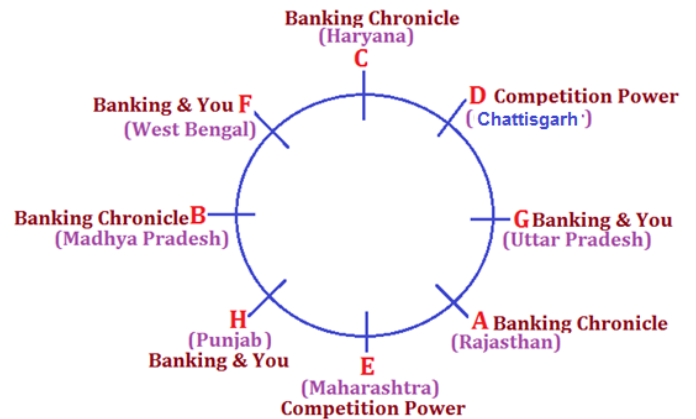 Banking Chronicle
(Haryana)
C
Banking & You F
(West Bengal)
D Competition Power
( Chattisgarh )
Banking Chronicle B
(Madhya Pradesh)
G Banking & You
(Uttar Pradesh)
H
(Punjab)
Banking & You
A Banking Chronicle
(Rajasthan)
E
(Maharashtra)
Competition Power